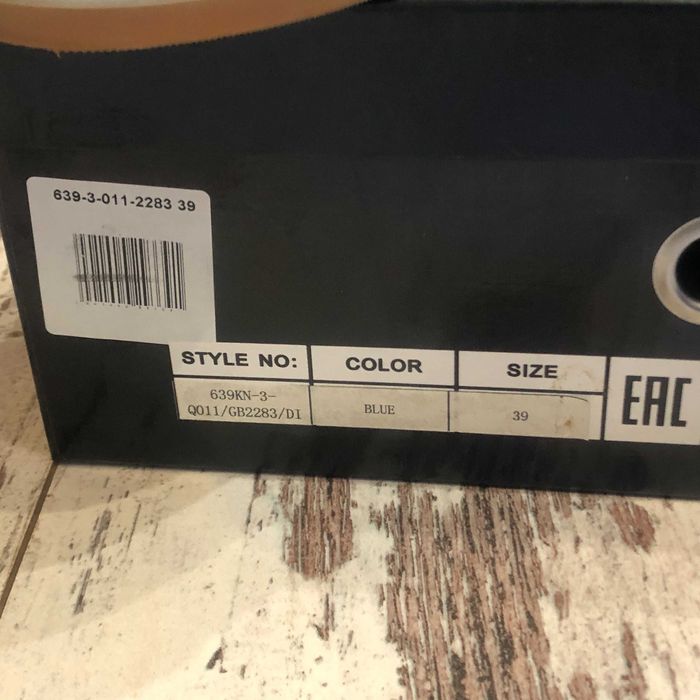 639-3-011-2283 39
STYLE NO:
COLOR
SIZE
639KN-3-
Q011/GB2283/DI
BLUE
39
EAC